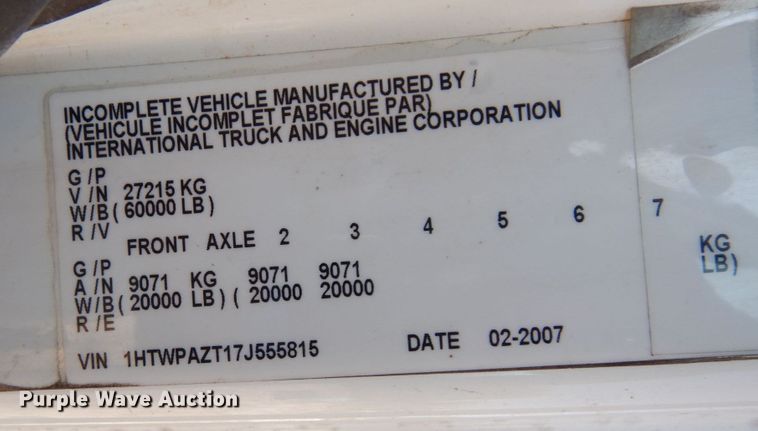 INCOMPLETE VEHICLE MANUFACTURED BY /
(VEHICULE INCOMPLET FABRIQUE PAR)
INTERNATIONAL TRUCK AND ENGINE CORPORATION
G /P
V /N 27215 KG
W/B ( 60000 LB )
R /V
FRONT AXLE 2 3 4 5 6 7
G /P
A /N 9071 KG 9071 9071 KG
W/B ( 20000 LB ) ( 20000 20000 LB )
R /E
VIN 1HTWPAZT17J555815 DATE 02-2007
Purple Wave Auction